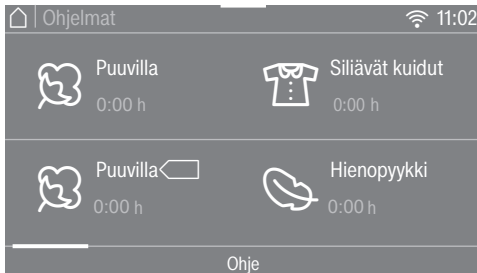 Ohjelmat 11:02
Puuvilla Siliävät kuidut
0:00 h 0:00 h
Puuvilla Hienopyykki
0:00 h 0:00 h
Ohje